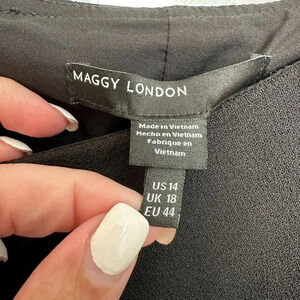 MAGGY LONDON
Made in Vietnam
Hecho en Vietnam
Fabriqué en
Vietnam
US 14
UK 18
EU 44